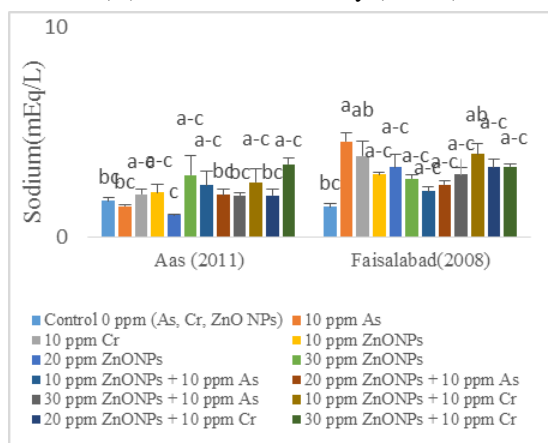 10
Sodium(mEq/L)
0
bc
bc
a-c
a-c
c
a-c
a-c
bc
bc
a-c
bc
a-c
bc
a
ab
a-c
a-c
a-c
a-c
a-c
a-c
ab
a-c
a-c
Aas (2011) Faisalabad(2008)
Control 0 ppm (As, Cr, ZnO NPs) 10 ppm As
10 ppm Cr 10 ppm ZnONPs
20 ppm ZnONPs 30 ppm ZnONPs
10 ppm ZnONPs + 10 ppm As 20 ppm ZnONPs + 10 ppm As
30 ppm ZnONPs + 10 ppm As 10 ppm ZnONPs + 10 ppm Cr
20 ppm ZnONPs + 10 ppm Cr 30 ppm ZnONPs + 10 ppm Cr